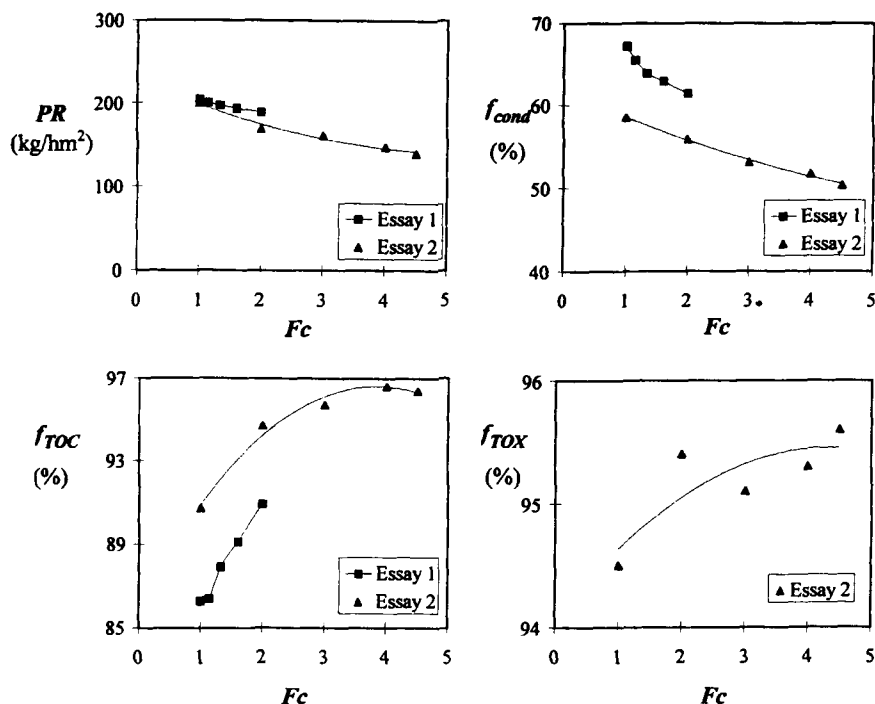 300
200
100
0
PR
(kg/hm²)
0 1 2 3 4 5
Fc
Essay 1
Essay 2
70
60
50
40
f_cond
(%)
0 1 2 3 4 5
Fc
Essay 1
Essay 2
97
93
89
85
f_TOC
(%)
0 1 2 3 4 5
Fc
Essay 1
Essay 2
96
95
94
f_TOX
(%)
0 1 2 3 4 5
Fc
Essay 2